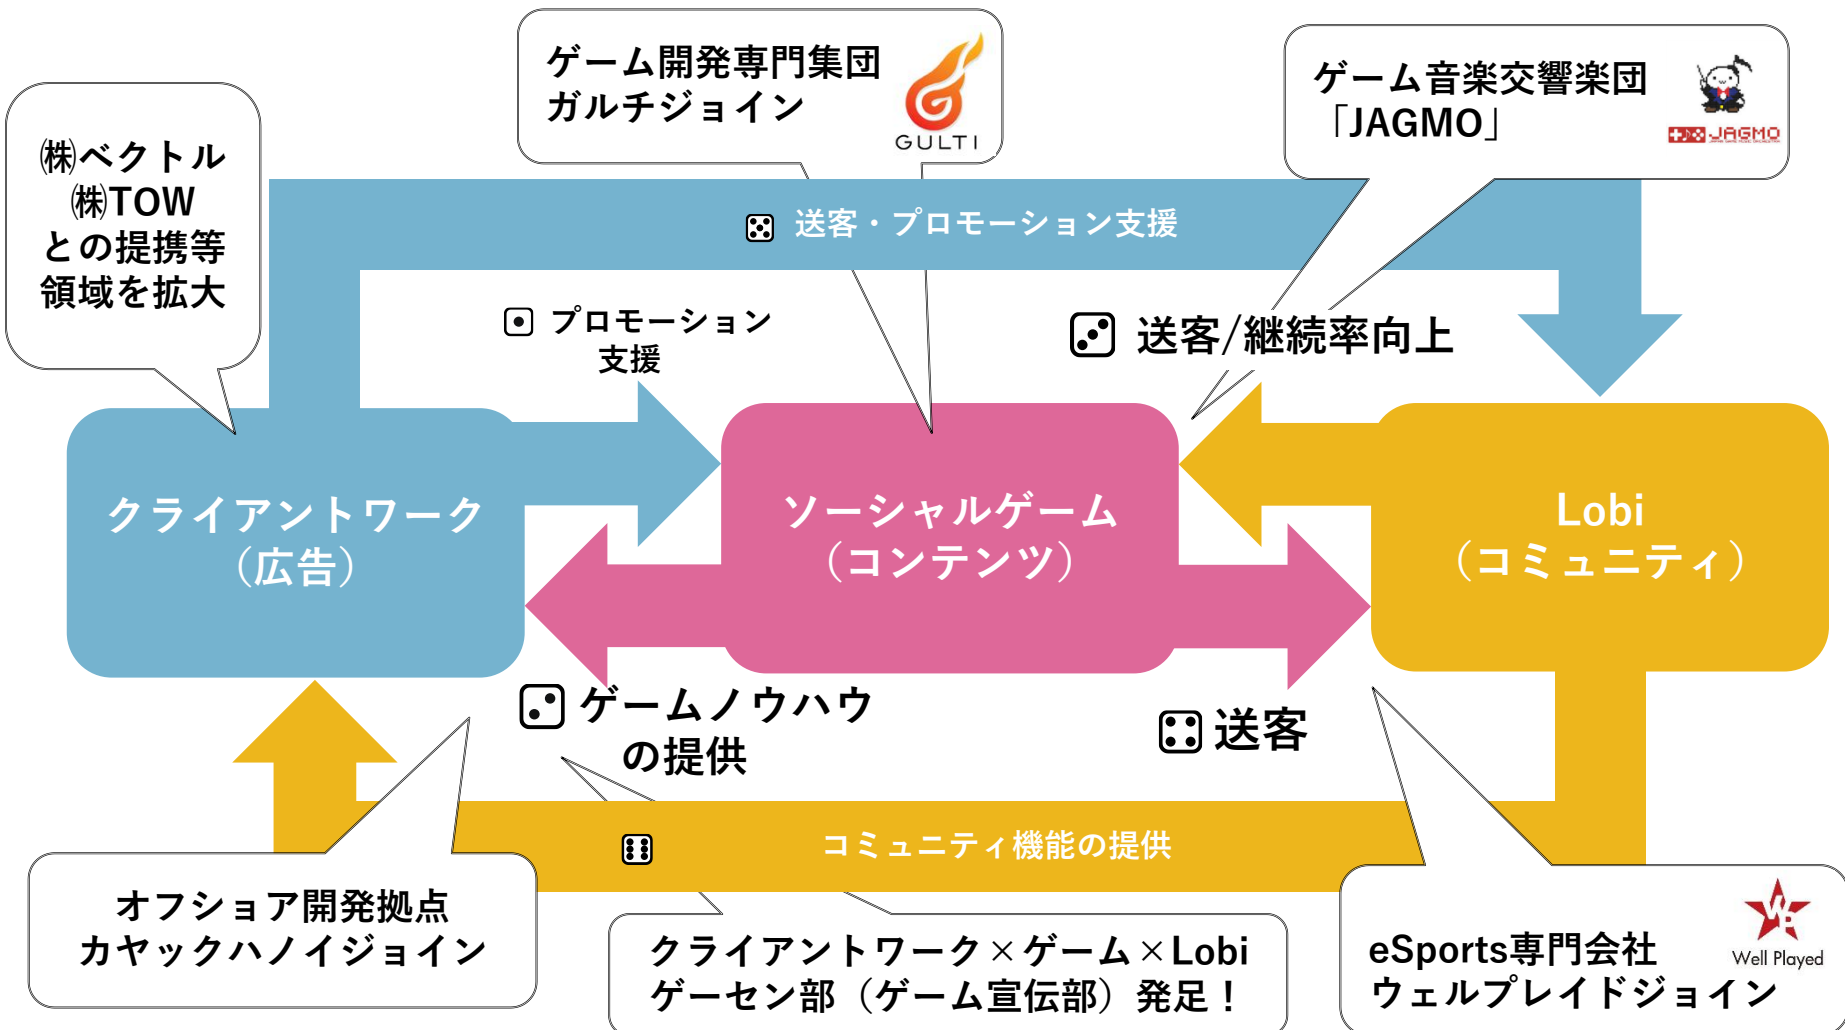 ゲーム開発専門集団
ガルチジョイン
GULTI
ゲーム音楽交響楽団
「JAGMO」
JAGMO
㈱ベクトル
㈱TOW
との提携等
領域を拡大
送客・プロモーション支援
プロモーション
支援
送客/継続率向上
クライアントワーク
（広告）
ソーシャルゲーム
（コンテンツ）
Lobi
（コミュニティ）
ゲームノウハウ
の提供
送客
コミュニティ機能の提供
オフショア開発拠点
カヤックハノイジョイン
クライアントワーク×ゲーム×Lobi
ゲーセン部（ゲーム宣伝部）発足！
eSports専門会社
ウェルプレイドジョイン
Well Played